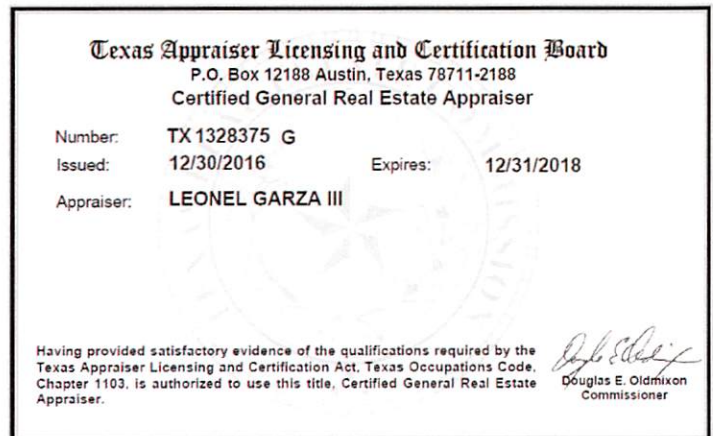 Texas Appraiser Licensing and Certification Board
P.O. Box 12188 Austin, Texas 78711-2188
Certified General Real Estate Appraiser
Number: TX 1328375 G
Issued: 12/30/2016 Expires: 12/31/2018
Appraiser: LEONEL GARZA III
Having provided satisfactory evidence of the qualifications required by the
Texas Appraiser Licensing and Certification Act, Texas Occupations Code,
Chapter 1103, is authorized to use this title, Certified General Real Estate
Appraiser.
Douglas E. Oldmixon
Commissioner